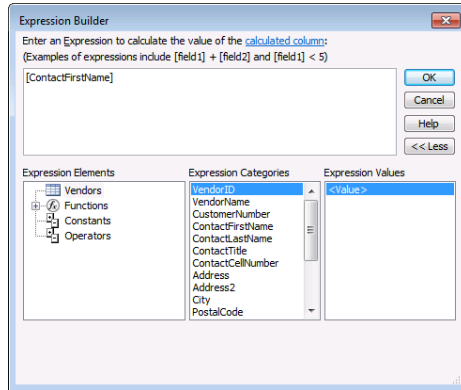 Expression Builder
Enter an Expression to calculate the value of the calculated column:
(Examples of expressions include [field1] + [field2] and [field1] < 5)
[ContactFirstName]
OK
Cancel
Help
<< Less
Expression Elements
Vendors
Functions
Constants
Operators
Expression Categories
VendorID
VendorName
CustomerNumber
ContactFirstName
ContactLastName
ContactTitle
ContactCellNumber
Address
Address2
City
PostalCode
Expression Values
<Value>